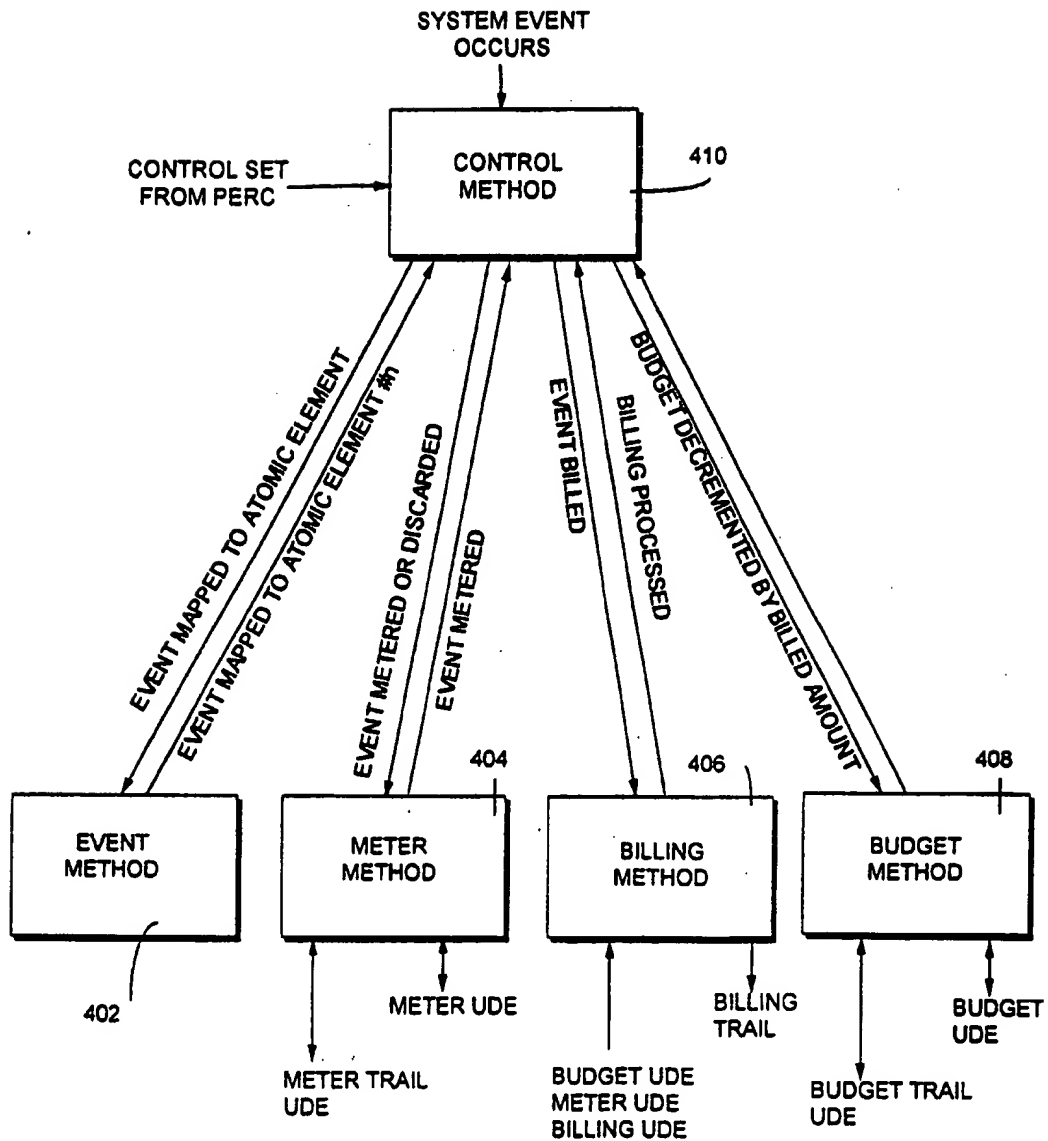 SYSTEM EVENT
OCCURS
CONTROL
METHOD
410
CONTROL SET
FROM PERC
EVENT MAPPED TO ATOMIC ELEMENT
EVENT MAPPED TO ATOMIC ELEMENT #n
EVENT METERED OR DISCARDED
EVENT METERED
EVENT BILLED
BILLING PROCESSED
BUDGET DECREMENTED BY BILLED AMOUNT
404
406
408
EVENT
METHOD
METER
METHOD
BILLING
METHOD
BUDGET
METHOD
402
METER UDE
METER TRAIL
UDE
BUDGET UDE
METER UDE
BILLING UDE
BILLING
TRAIL
BUDGET TRAIL
UDE
BUDGET
UDE